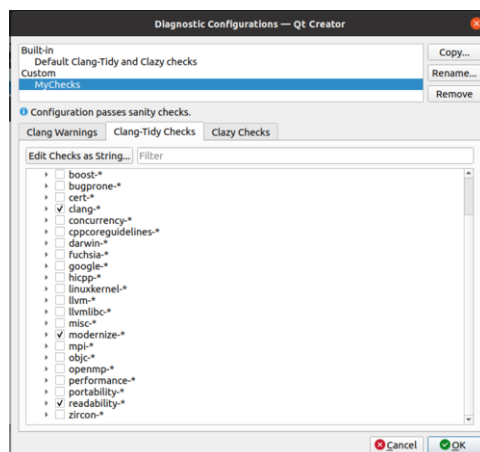 Diagnostic Configurations — Qt Creator
Built-in
Default Clang-Tidy and Clazy checks
Custom
MyChecks
Copy...
Rename...
Remove
Configuration passes sanity checks.
Clang Warnings Clang-Tidy Checks Clazy Checks
Edit Checks as String... Filter
boost-*
bugprone-*
cert-*
clang-*
concurrency-*
cppcoreguidelines-*
darwin-*
fuchsia-*
google-*
hicpp-*
linuxkernel-*
llvm-*
llvmlibc-*
misc-*
modernize-*
mpi-*
objc-*
openmp-*
performance-*
portability-*
readability-*
zircon-*
Cancel OK